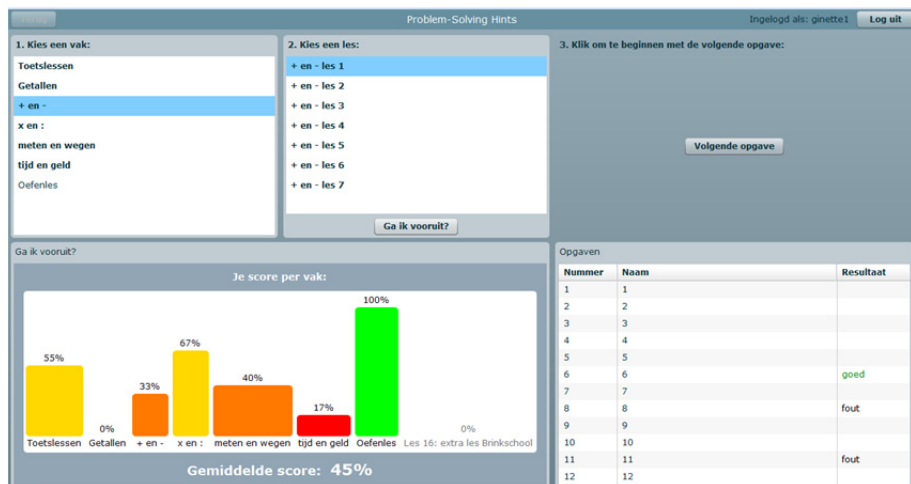 Terug
Problem-Solving Hints
Ingelogd als: ginette1
Log uit
1. Kies een vak:
Toetslessen
Getallen
+ en -
x en :
meten en wegen
tijd en geld
Oefenles
2. Kies een les:
+ en - les 1
+ en - les 2
+ en - les 3
+ en - les 4
+ en - les 5
+ en - les 6
+ en - les 7
Ga ik vooruit?
3. Klik om te beginnen met de volgende opgave:
Volgende opgave
Ga ik vooruit?
Je score per vak:
55%
0%
33%
67%
40%
17%
100%
0%
Toetslessen Getallen + en - x en : meten en wegen tijd en geld Oefenles Les 16: extra les Brinkschool
Gemiddelde score: 45%
Opgaven
Nummer Naam Resultaat
1 1
2 2
3 3
4 4
5 5
6 6 goed
7 7
8 8 fout
9 9
10 10
11 11 fout
12 12